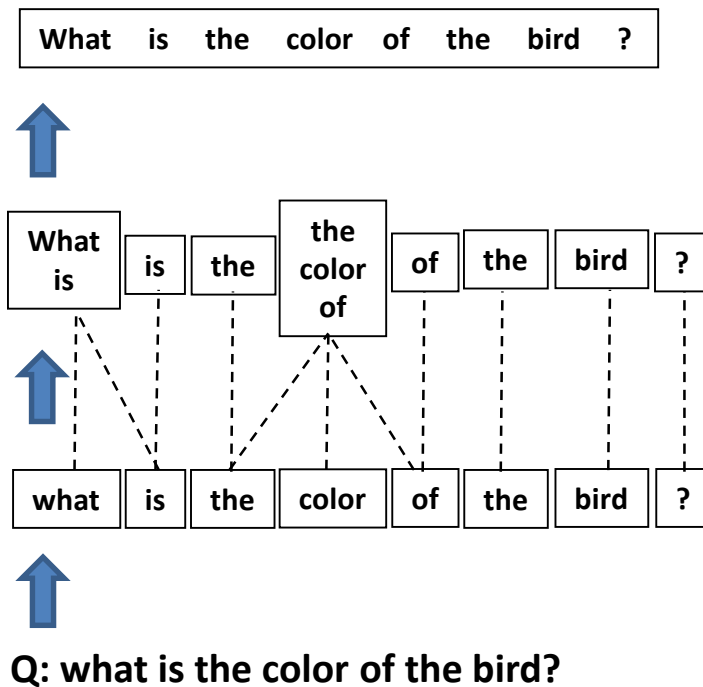 What is the color of the bird ?
What
is
is
the
the
color
of
of
the
bird
?
what is the color of the bird ?
Q: what is the color of the bird?